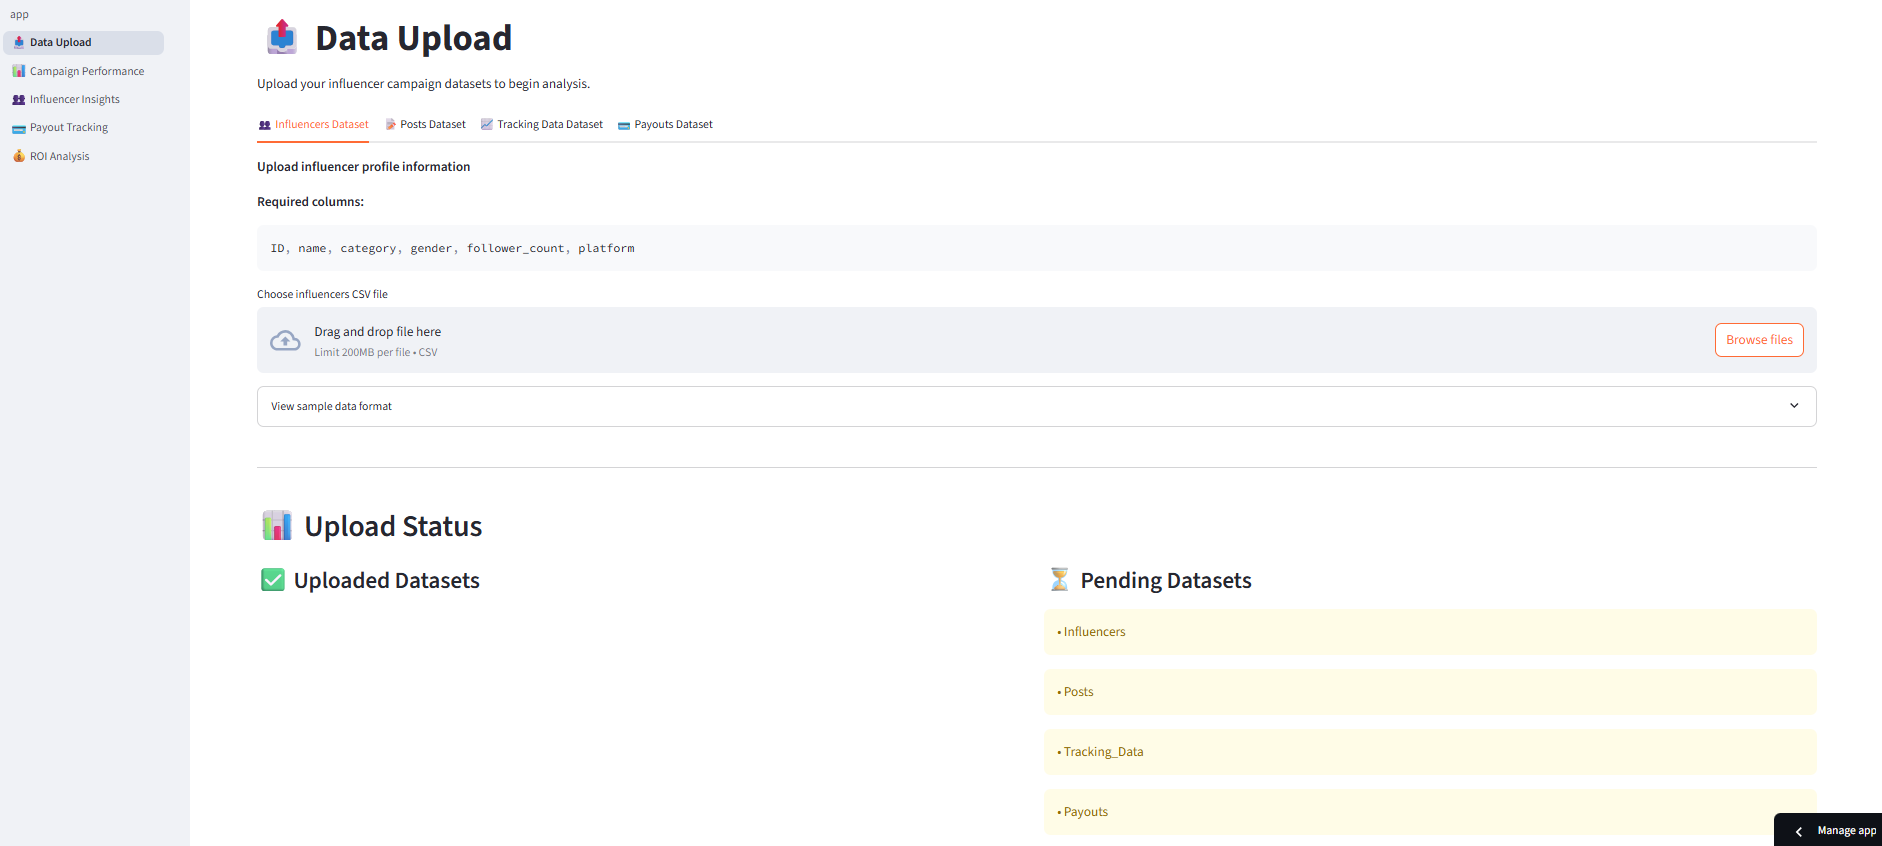 app
Data Upload
Campaign Performance
Influencer Insights
Payout Tracking
ROI Analysis
Data Upload
Upload your influencer campaign datasets to begin analysis.
Influencers Dataset Posts Dataset Tracking Data Dataset Payouts Dataset
Upload influencer profile information
Required columns:
ID, name, category, gender, follower_count, platform
Choose influencers CSV file
Drag and drop file here
Limit 200MB per file • CSV
Browse files
View sample data format
Upload Status
Uploaded Datasets
Pending Datasets
• Influencers
• Posts
• Tracking_Data
• Payouts
Manage app